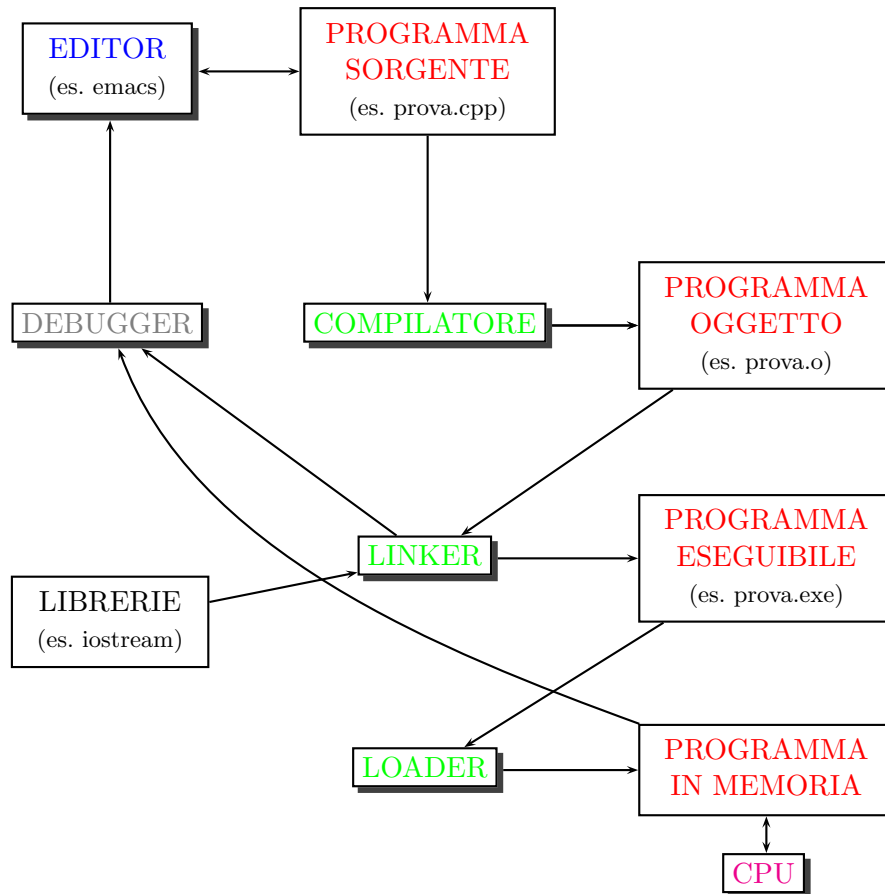 EDITOR
(es. emacs)
PROGRAMMA
SORGENTE
(es. prova.cpp)
DEBUGGER
COMPILATORE
PROGRAMMA
OGGETTO
(es. prova.o)
LINKER
PROGRAMMA
ESEGUIBILE
(es. prova.exe)
LIBRERIE
(es. iostream)
LOADER
PROGRAMMA
IN MEMORIA
CPU